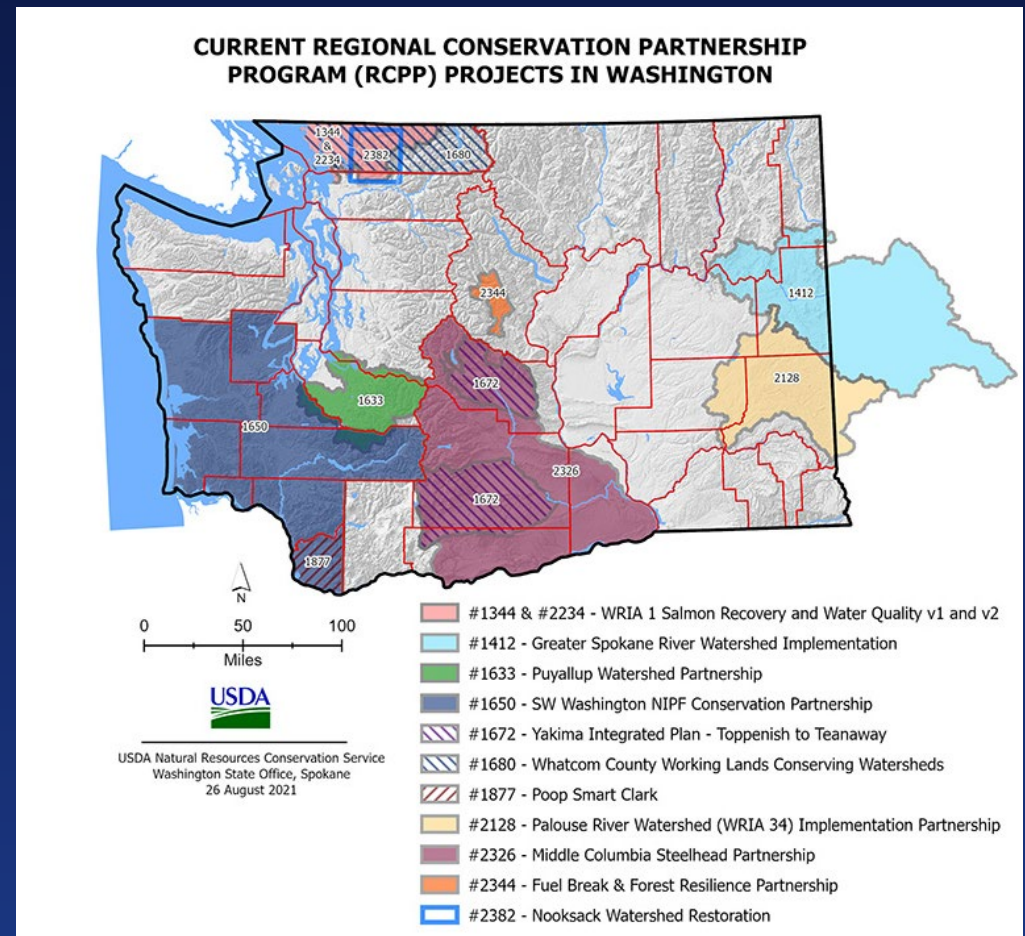 CURRENT REGIONAL CONSERVATION PARTNERSHIP
PROGRAM (RCPP) PROJECTS IN WASHINGTON
1344
&
2234
2382
1680
2344
1412
1672
2128
1633
1650
2326
1672
1877
N
0 50 100
Miles
USDA
USDA Natural Resources Conservation Service
Washington State Office, Spokane
26 August 2021
#1344 & #2234 - WRIA 1 Salmon Recovery and Water Quality v1 and v2
#1412 - Greater Spokane River Watershed Implementation
#1633 - Puyallup Watershed Partnership
#1650 - SW Washington NIPF Conservation Partnership
#1672 - Yakima Integrated Plan - Toppenish to Teanaway
#1680 - Whatcom County Working Lands Conserving Watersheds
#1877 - Poop Smart Clark
#2128 - Palouse River Watershed (WRIA 34) Implementation Partnership
#2326 - Middle Columbia Steelhead Partnership
#2344 - Fuel Break & Forest Resilience Partnership
#2382 - Nooksack Watershed Restoration